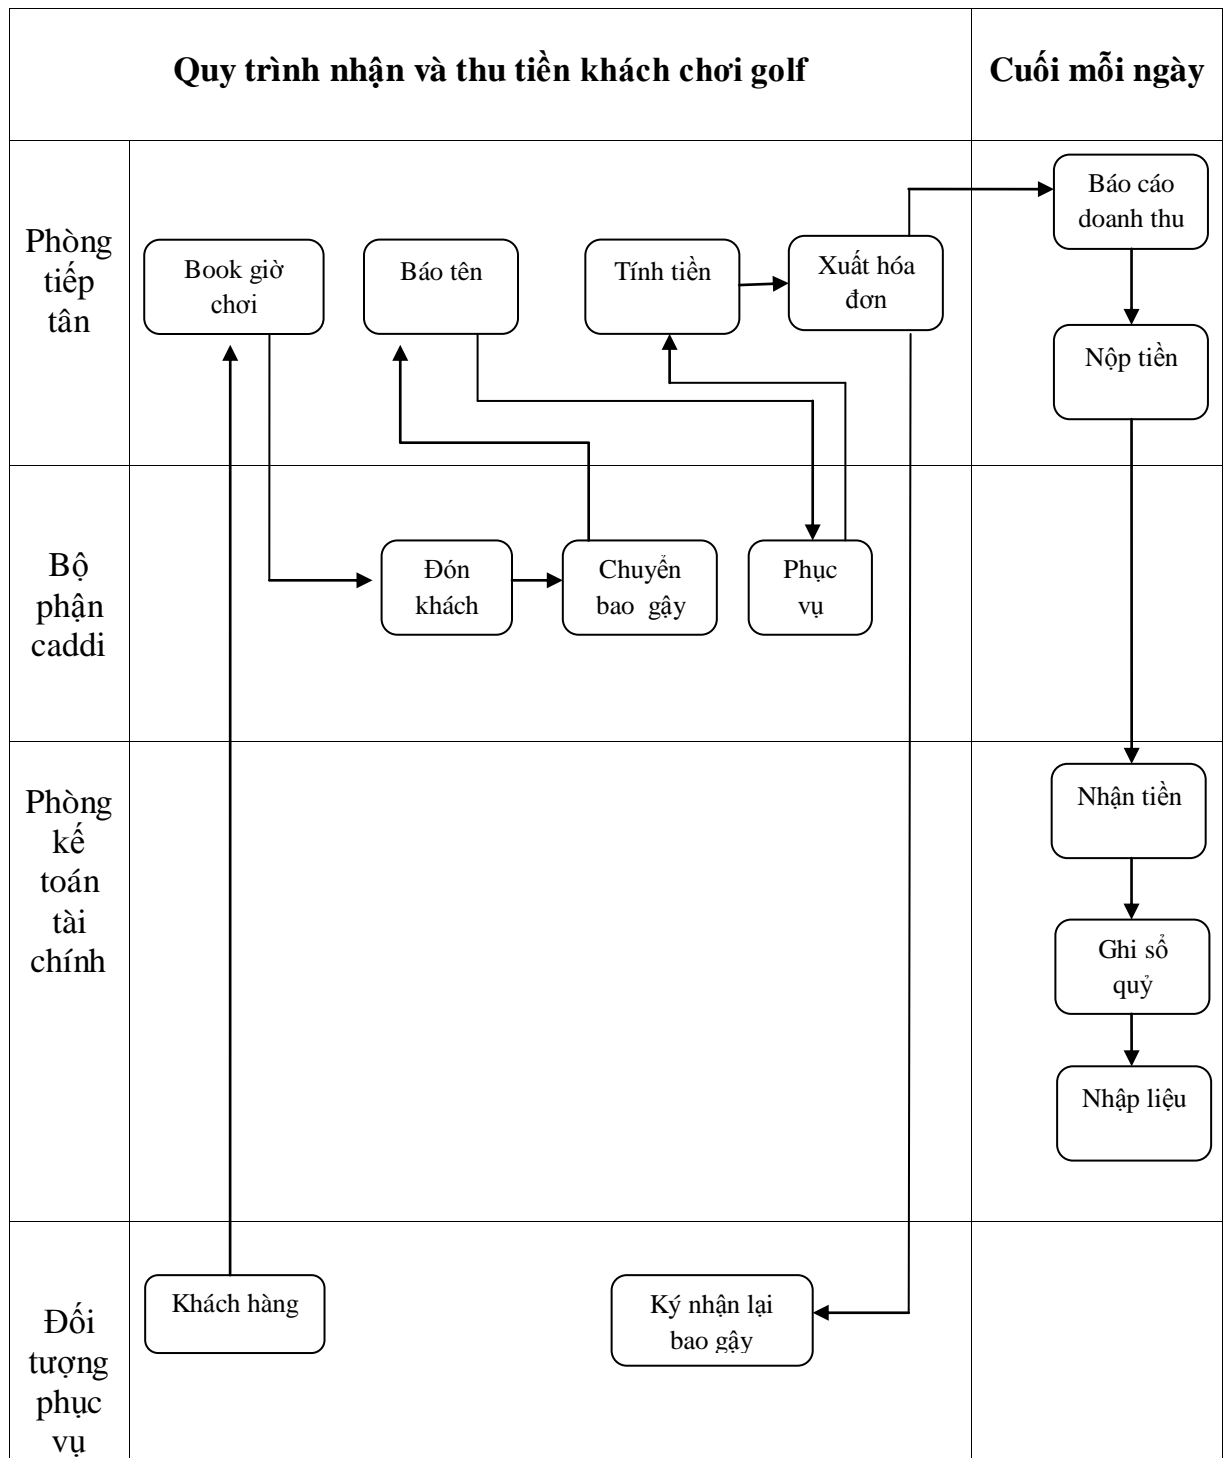 Quy trình nhận và thu tiền khách chơi golf
Cuối mỗi ngày
Phòng
tiếp
tân
Book giờ
chơi
Báo tên
Tính tiền
Xuất hóa
đơn
Báo cáo
doanh thu
Nộp tiền
Bộ
phận
caddi
Đón
khách
Chuyển
bao gậy
Phục
vụ
Phòng
kế
toán
tài
chính
Nhận tiền
Ghi sổ
quỷ
Nhập liệu
Đối
tượng
phục
vụ
Khách hàng
Ký nhận lại
bao gậy